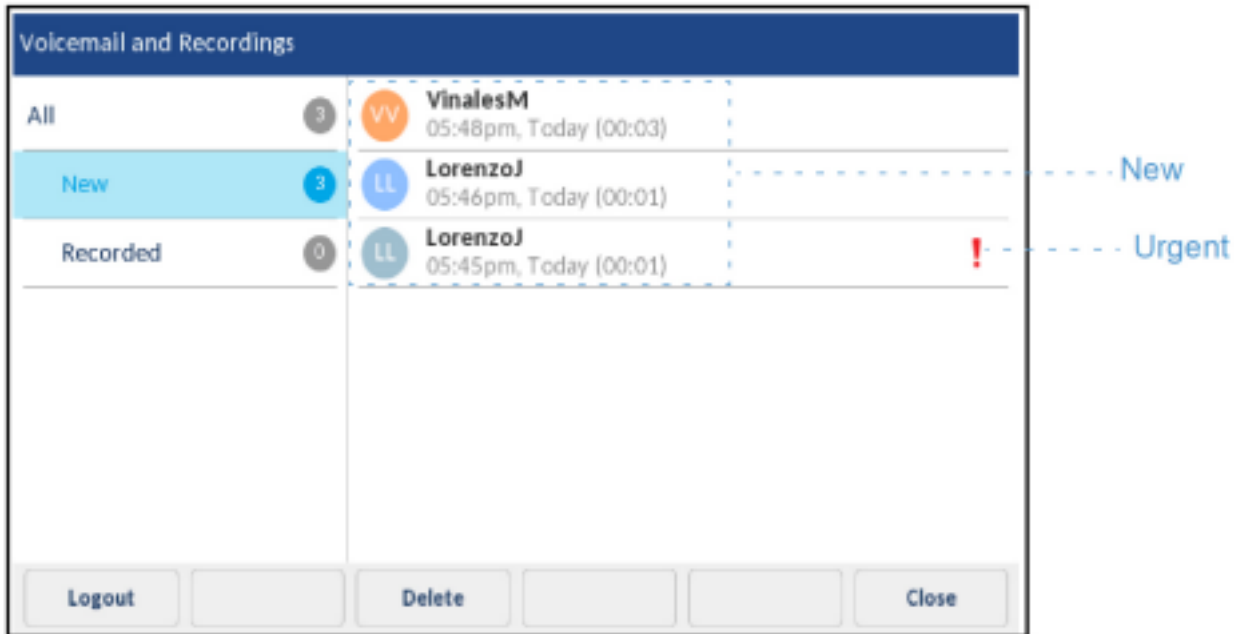 Voicemail and Recordings
All 3
New 3
Recorded 0
VV VinalesM
05:48pm, Today (00:03)
LL LorenzoJ
05:46pm, Today (00:01)
LL LorenzoJ
05:45pm, Today (00:01)
!
New
Urgent
Logout Delete Close